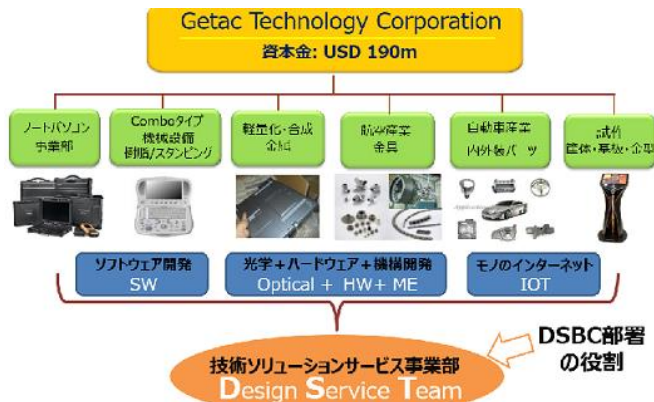 Getac Technology Corporation
資本金: USD 190m
ノートパソコン
事業部
Comboタイプ
機械設備
樹脂/スタンピング
軽量化・合成
金属
航空産業
金具
自動車産業
内外装パーツ
試作
筐体・基板・金型
ソフトウェア開発
SW
光学+ハードウェア+機構開発
Optical + HW+ ME
モノのインターネット
IOT
DSBC部署
の役割
技術ソリューションサービス事業部
Design Service Team